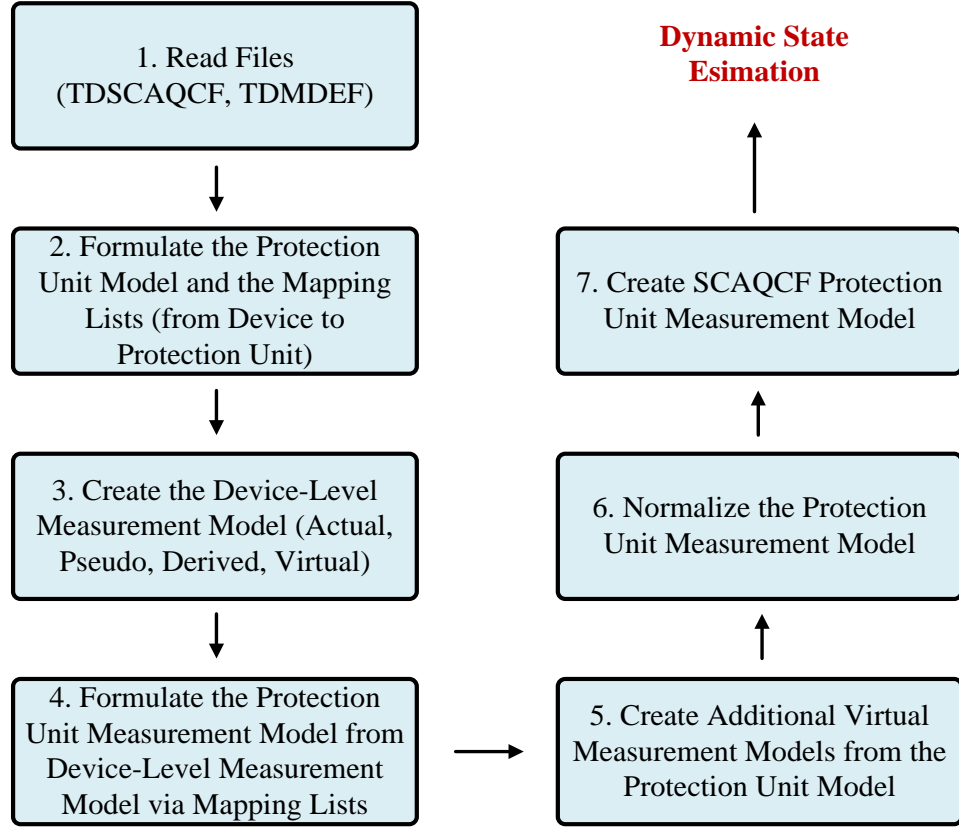 1. Read Files
(TDSCAQCF, TDMDEF)
2. Formulate the Protection
Unit Model and the Mapping
Lists (from Device to
Protection Unit)
3. Create the Device-Level
Measurement Model (Actual,
Pseudo, Derived, Virtual)
4. Formulate the Protection
Unit Measurement Model from
Device-Level Measurement
Model via Mapping Lists
5. Create Additional Virtual
Measurement Models from the
Protection Unit Model
6. Normalize the Protection
Unit Measurement Model
7. Create SCAQCF Protection
Unit Measurement Model
Dynamic State
Esimation